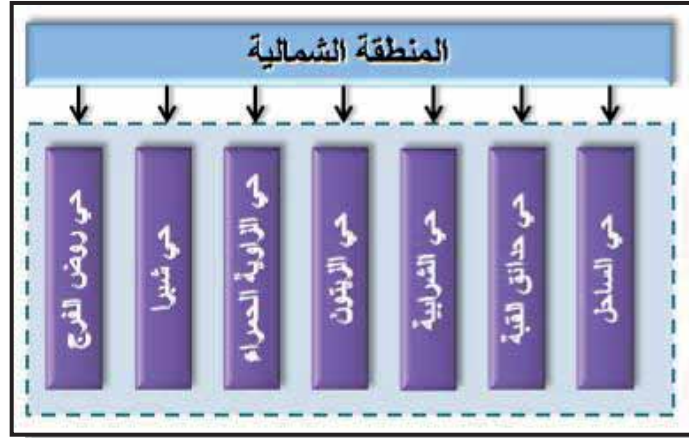 المنطقة الشمالية
حي الساحل
حي حدائق القبة
حي الشرابية
حي الزيتون
حي الزاوية الحمراء
حي شبرا
حي روض الفرج